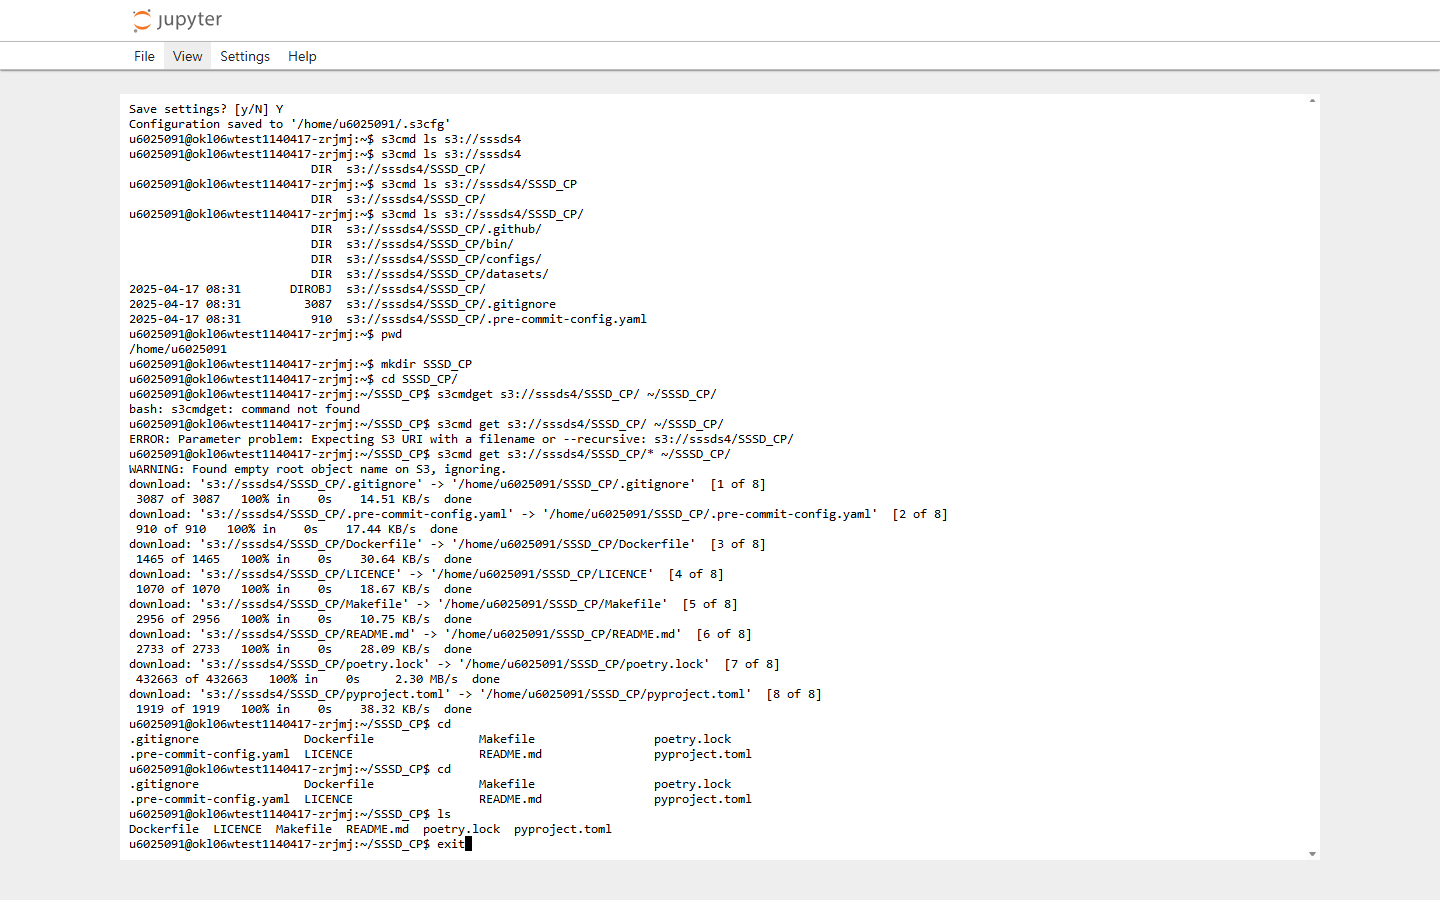 jupyter
File View Settings Help
Save settings? [y/N] Y
Configuration saved to '/home/u6025091/.s3cfg'
u6025091@okl06wtest1140417-zrjmj:~$ s3cmd ls s3://sssds4
u6025091@okl06wtest1140417-zrjmj:~$ s3cmd ls s3://sssds4
DIR s3://sssds4/SSSD_CP/
u6025091@okl06wtest1140417-zrjmj:~$ s3cmd ls s3://sssds4/SSSD_CP
DIR s3://sssds4/SSSD_CP/
u6025091@okl06wtest1140417-zrjmj:~$ s3cmd ls s3://sssds4/SSSD_CP/
DIR s3://sssds4/SSSD_CP/.github/
DIR s3://sssds4/SSSD_CP/bin/
DIR s3://sssds4/SSSD_CP/configs/
DIR s3://sssds4/SSSD_CP/datasets/
2025-04-17 08:31 DIROBJ s3://sssds4/SSSD_CP/
2025-04-17 08:31 3087 s3://sssds4/SSSD_CP/.gitignore
2025-04-17 08:31 910 s3://sssds4/SSSD_CP/.pre-commit-config.yaml
u6025091@okl06wtest1140417-zrjmj:~$ pwd
/home/u6025091
u6025091@okl06wtest1140417-zrjmj:~$ mkdir SSSD_CP
u6025091@okl06wtest1140417-zrjmj:~$ cd SSSD_CP/
u6025091@okl06wtest1140417-zrjmj:~/SSSD_CP$ s3cmdget s3://sssds4/SSSD_CP/ ~/SSSD_CP/
bash: s3cmdget: command not found
u6025091@okl06wtest1140417-zrjmj:~/SSSD_CP$ s3cmd get s3://sssds4/SSSD_CP/ ~/SSSD_CP/
ERROR: Parameter problem: Expecting S3 URI with a filename or --recursive: s3://sssds4/SSSD_CP/
u6025091@okl06wtest1140417-zrjmj:~/SSSD_CP$ s3cmd get s3://sssds4/SSSD_CP/* ~/SSSD_CP/
WARNING: Found empty root object name on S3, ignoring.
download: 's3://sssds4/SSSD_CP/.gitignore' -> '/home/u6025091/SSSD_CP/.gitignore' [1 of 8]
3087 of 3087 100% in 0s 14.51 KB/s done
download: 's3://sssds4/SSSD_CP/.pre-commit-config.yaml' -> '/home/u6025091/SSSD_CP/.pre-commit-config.yaml' [2 of 8]
910 of 910 100% in 0s 17.44 KB/s done
download: 's3://sssds4/SSSD_CP/Dockerfile' -> '/home/u6025091/SSSD_CP/Dockerfile' [3 of 8]
1465 of 1465 100% in 0s 30.64 KB/s done
download: 's3://sssds4/SSSD_CP/LICENCE' -> '/home/u6025091/SSSD_CP/LICENCE' [4 of 8]
1070 of 1070 100% in 0s 18.67 KB/s done
download: 's3://sssds4/SSSD_CP/Makefile' -> '/home/u6025091/SSSD_CP/Makefile' [5 of 8]
2956 of 2956 100% in 0s 10.75 KB/s done
download: 's3://sssds4/SSSD_CP/README.md' -> '/home/u6025091/SSSD_CP/README.md' [6 of 8]
2733 of 2733 100% in 0s 28.09 KB/s done
download: 's3://sssds4/SSSD_CP/poetry.lock' -> '/home/u6025091/SSSD_CP/poetry.lock' [7 of 8]
432663 of 432663 100% in 0s 2.30 MB/s done
download: 's3://sssds4/SSSD_CP/pyproject.toml' -> '/home/u6025091/SSSD_CP/pyproject.toml' [8 of 8]
1919 of 1919 100% in 0s 38.32 KB/s done
u6025091@okl06wtest1140417-zrjmj:~/SSSD_CP$ cd
.gitignore Dockerfile Makefile poetry.lock
.pre-commit-config.yaml LICENCE README.md pyproject.toml
u6025091@okl06wtest1140417-zrjmj:~/SSSD_CP$ cd
.gitignore Dockerfile Makefile poetry.lock
.pre-commit-config.yaml LICENCE README.md pyproject.toml
u6025091@okl06wtest1140417-zrjmj:~/SSSD_CP$ ls
Dockerfile LICENCE Makefile README.md poetry.lock pyproject.toml
u6025091@okl06wtest1140417-zrjmj:~/SSSD_CP$ exit